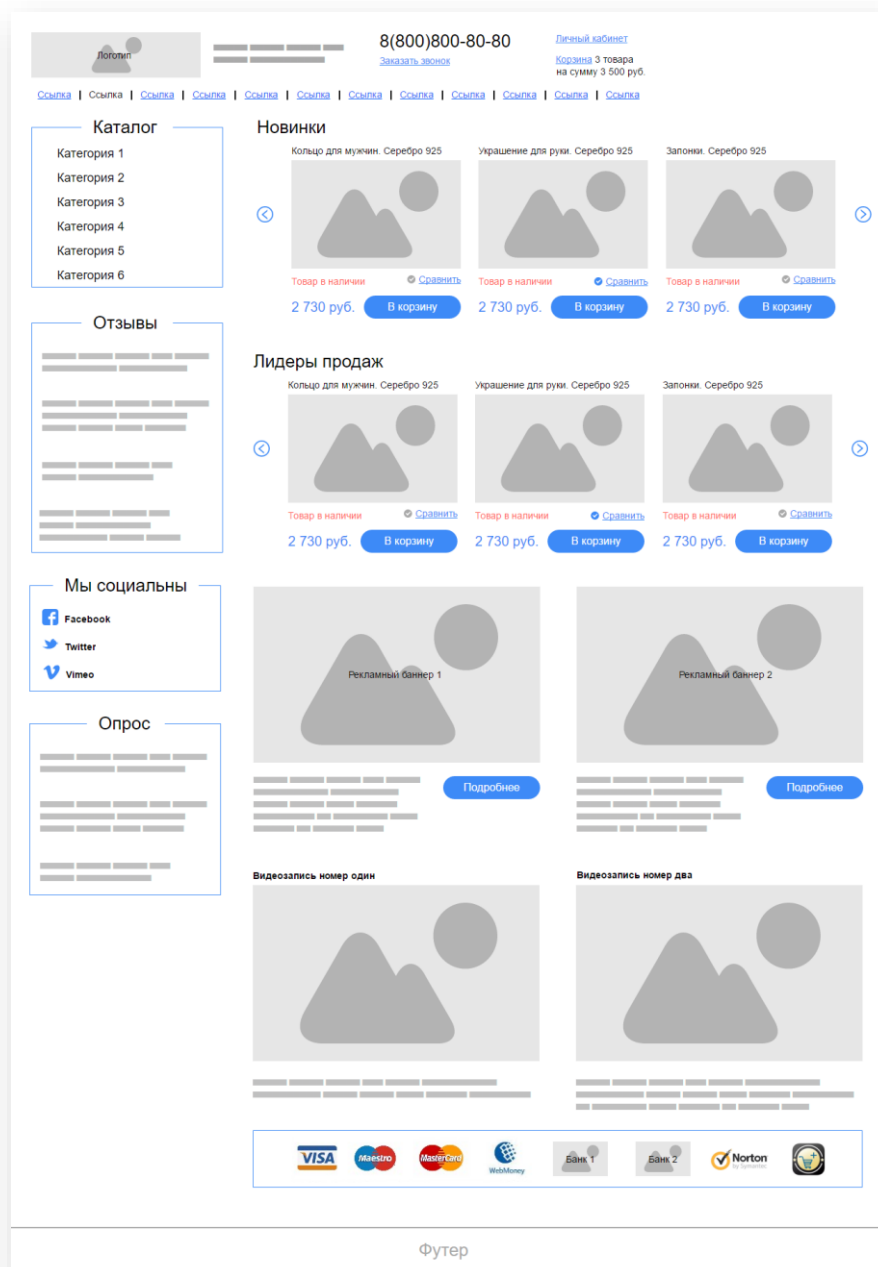 Логотип
8(800)800-80-80
Заказать звонок
Личный кабинет
Корзина 3 товара
на сумму 3 500 руб.
Ссылка | Ссылка | Ссылка | Ссылка | Ссылка | Ссылка | Ссылка | Ссылка | Ссылка | Ссылка | Ссылка | Ссылка
Каталог
Категория 1
Категория 2
Категория 3
Категория 4
Категория 5
Категория 6
Отзывы
Мы социальны
Facebook
Twitter
Vimeo
Опрос
Новинки
Кольцо для мужчин. Серебро 925 Украшение для руки. Серебро 925 Запонки. Серебро 925
Товар в наличии Сравнить Товар в наличии Сравнить Товар в наличии Сравнить
2 730 руб. В корзину 2 730 руб. В корзину 2 730 руб. В корзину
Лидеры продаж
Кольцо для мужчин. Серебро 925 Украшение для руки. Серебро 925 Запонки. Серебро 925
Товар в наличии Сравнить Товар в наличии Сравнить Товар в наличии Сравнить
2 730 руб. В корзину 2 730 руб. В корзину 2 730 руб. В корзину
Рекламный баннер 1 Рекламный баннер 2
Подробнее Подробнее
Видеозапись номер один Видеозапись номер два
VISA Maestro MasterCard WebMoney Банк 1 Банк 2 Norton
by Symantec
Футер